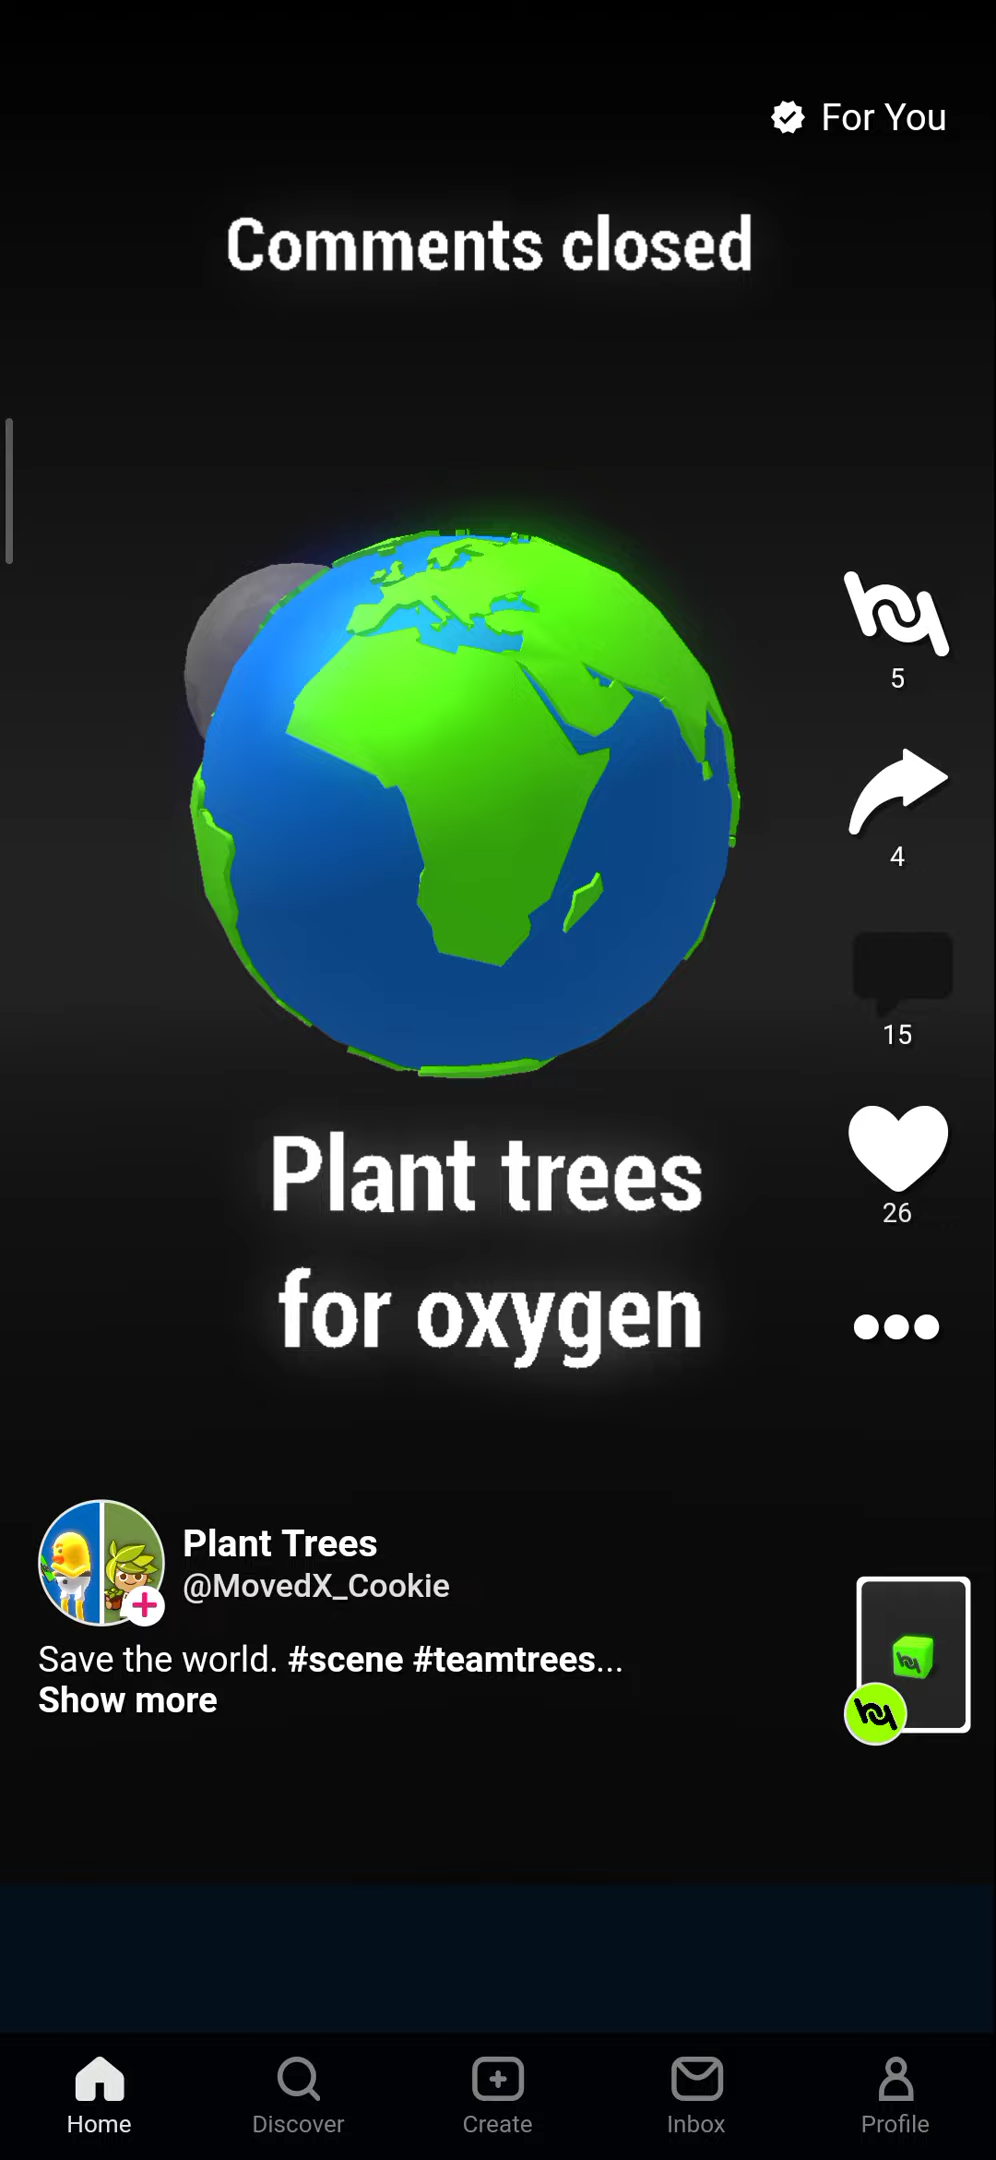 For You
Comments closed
5
4
15
Plant trees
26
for oxygen
Plant Trees
@MovedX_Cookie
Save the world. #scene #teamtrees...
Show more
Home
Discover
Create
Inbox
Profile